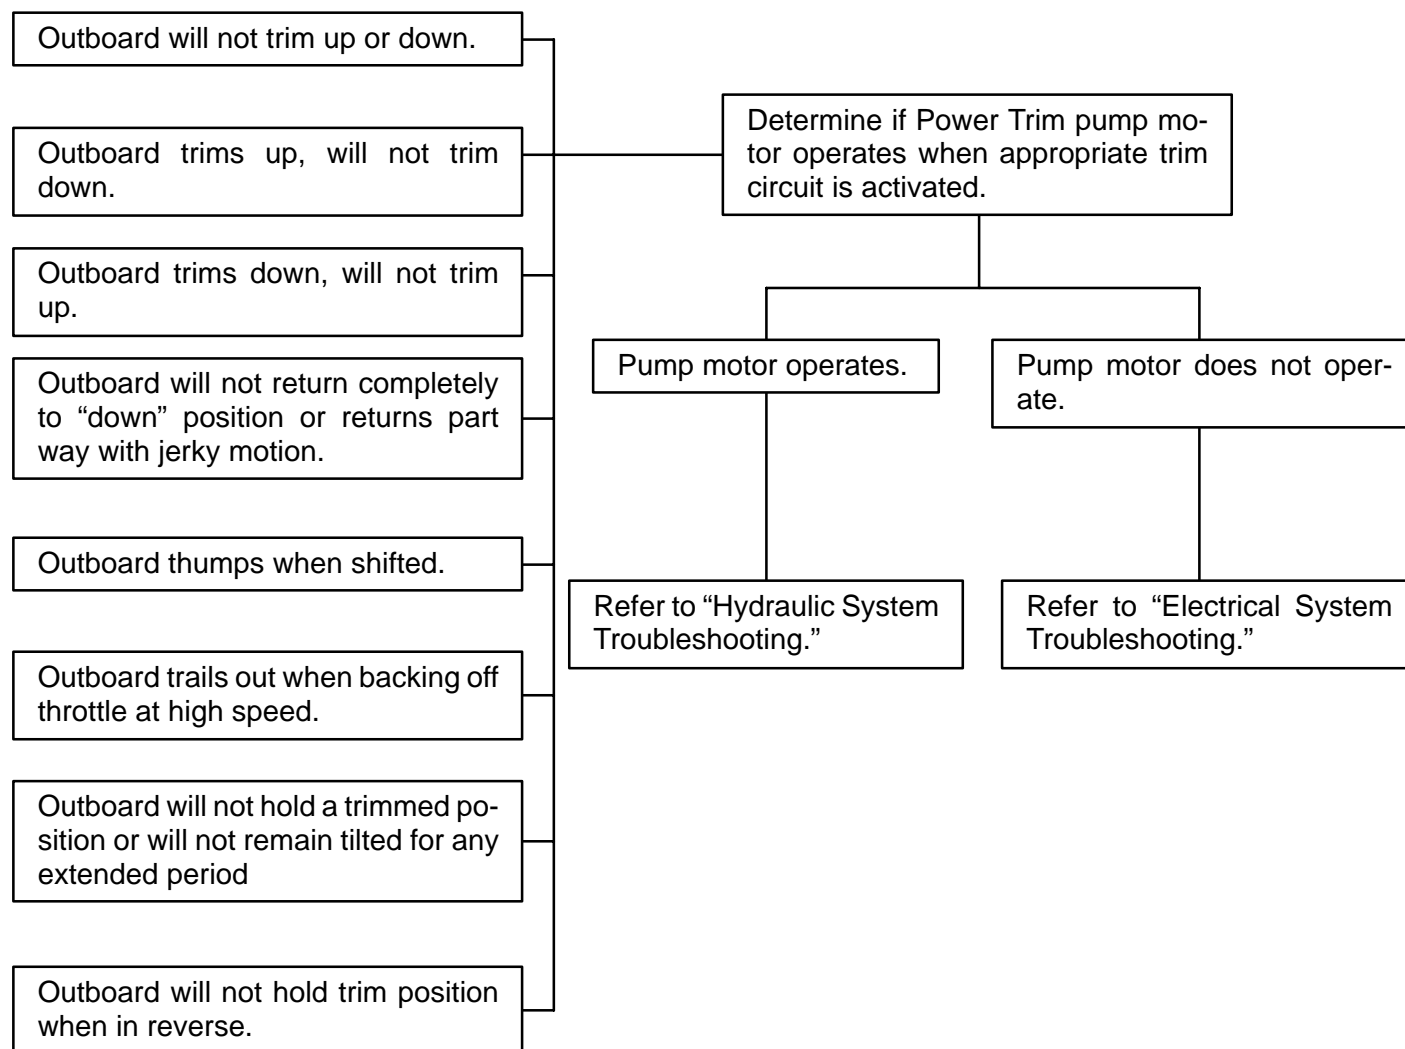 Outboard will not trim up or down.
Outboard trims up, will not trim
down.
Outboard trims down, will not trim
up.
Outboard will not return completely
to “down” position or returns part
way with jerky motion.
Outboard thumps when shifted.
Outboard trails out when backing off
throttle at high speed.
Outboard will not hold a trimmed po-
sition or will not remain tilted for any
extended period
Outboard will not hold trim position
when in reverse.
Determine if Power Trim pump mo-
tor operates when appropriate trim
circuit is activated.
Pump motor operates.
Refer to “Hydraulic System
Troubleshooting.”
Pump motor does not oper-
ate.
Refer to “Electrical System
Troubleshooting.”